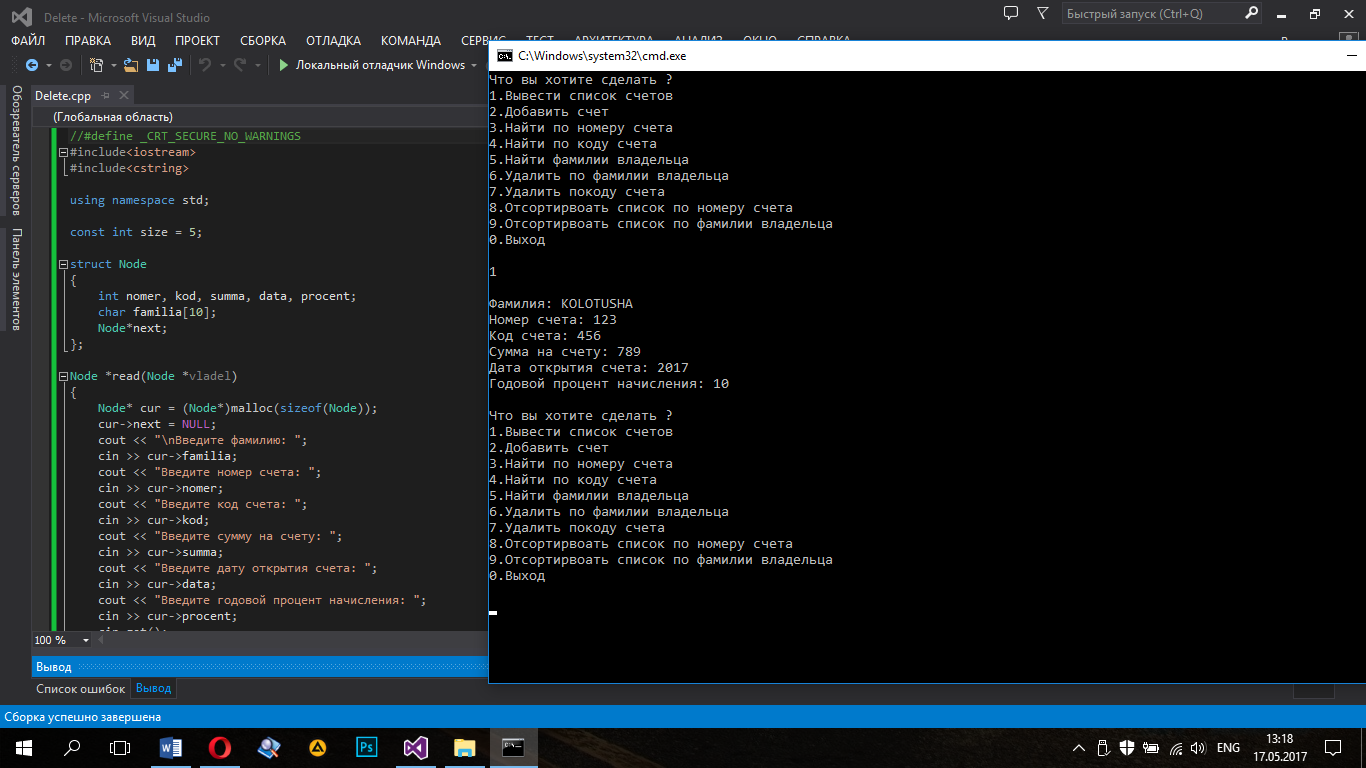 Delete - Microsoft Visual Studio
Быстрый запуск (Ctrl+Q)
ФАЙЛ ПРАВКА ВИД ПРОЕКТ СБОРКА ОТЛАДКА КОМАНДА СЕРВИС ТЕСТ АРХИТЕКТУРА АНАЛИЗ ОКНО СПРАВКА
Локальный отладчик Windows
Обозреватель серверов
Панель элементов
Delete.cpp
(Глобальная область)
//#define _CRT_SECURE_NO_WARNINGS
#include<iostream>
#include<cstring>
using namespace std;
const int size = 5;
struct Node
{
int nomer, kod, summa, data, procent;
char familia[10];
Node*next;
};
Node *read(Node *vladel)
{
Node* cur = (Node*)malloc(sizeof(Node));
cur->next = NULL;
cout << "\nВведите фамилию: ";
cin >> cur->familia;
cout << "Введите номер счета: ";
cin >> cur->nomer;
cout << "Введите код счета: ";
cin >> cur->kod;
cout << "Введите сумму на счету: ";
cin >> cur->summa;
cout << "Введите дату открытия счета: ";
cin >> cur->data;
cout << "Введите годовой процент начисления: ";
cin >> cur->procent;
100 %
Вывод
Список ошибок Вывод
Сборка успешно завершена
C:\Windows\system32\cmd.exe
Что вы хотите сделать ?
1.Вывести список счетов
2.Добавить счет
3.Найти по номеру счета
4.Найти по коду счета
5.Найти фамилии владельца
6.Удалить по фамилии владельца
7.Удалить покоду счета
8.Отсортирвоать список по номеру счета
9.Отсортирвоать список по фамилии владельца
0.Выход
1
Фамилия: KOLOTUSHA
Номер счета: 123
Код счета: 456
Сумма на счету: 789
Дата открытия счета: 2017
Годовой процент начисления: 10
Что вы хотите сделать ?
1.Вывести список счетов
2.Добавить счет
3.Найти по номеру счета
4.Найти по коду счета
5.Найти фамилии владельца
6.Удалить по фамилии владельца
7.Удалить покоду счета
8.Отсортирвоать список по номеру счета
9.Отсортирвоать список по фамилии владельца
0.Выход
Ps
ENG
13:18
17.05.2017